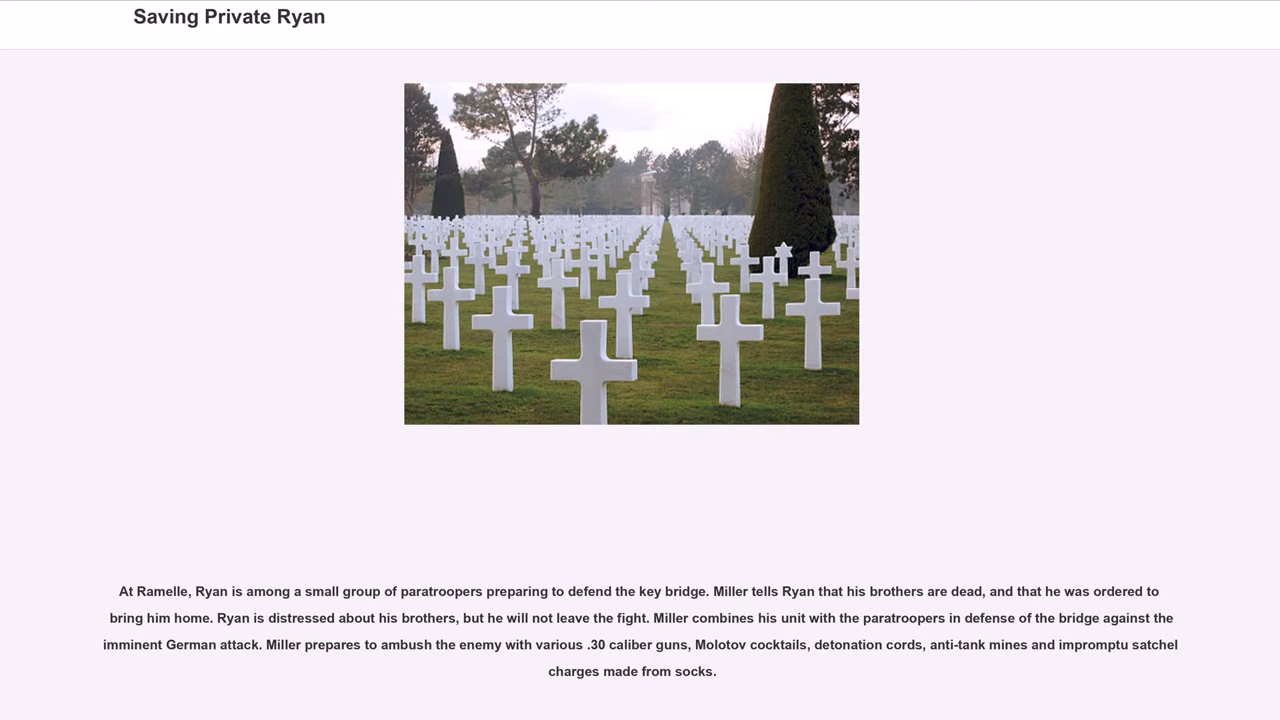 Saving Private Ryan
At Ramelle, Ryan is among a small group of paratroopers preparing to defend the key bridge. Miller tells Ryan that his brothers are dead, and that he was ordered to
bring him home. Ryan is distressed about his brothers, but he will not leave the fight. Miller combines his unit with the paratroopers in defense of the bridge against the
imminent German attack. Miller prepares to ambush the enemy with various .30 caliber guns, Molotov cocktails, detonation cords, anti-tank mines and impromptu satchel
charges made from socks.